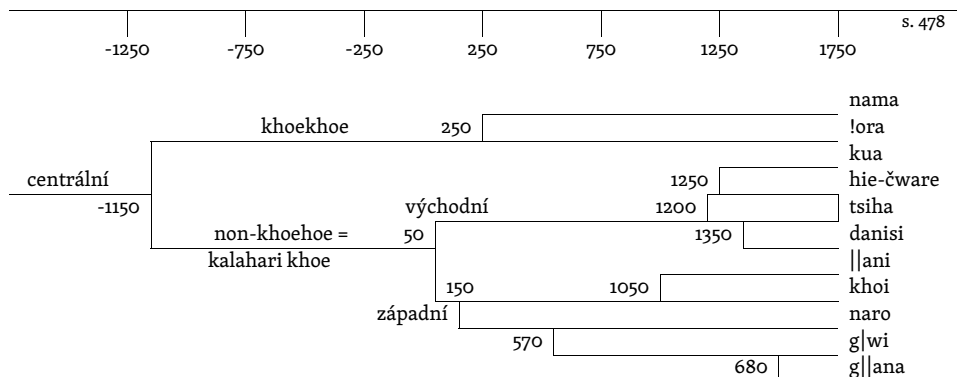 s. 478
-1250 -750 -250 250 750 1250 1750
nama
khoekhoe 250 !ora
kua
centrální 1250 hie-čware
-1150 východní 1200 tsiha
non-khoehoe = 50 1350 danisi
kalahari khoe ||ani
150 1050 khoi
západní naro
570 g|wi
680 g||ana